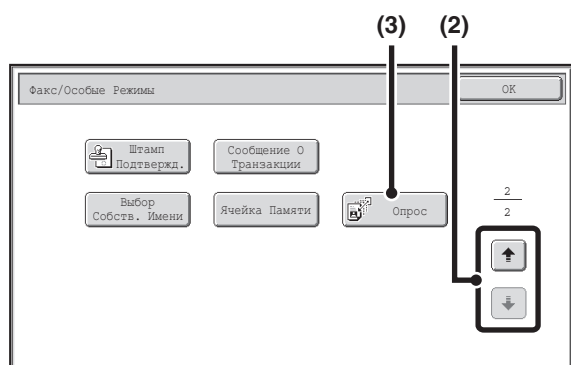 (3) (2)
Факс/Особые Режимы OK
Штамп
Подтвержд.
Сообщение О
Транзакции
Выбор
Собств. Имени
Ячейка Памяти
Опрос
2
2